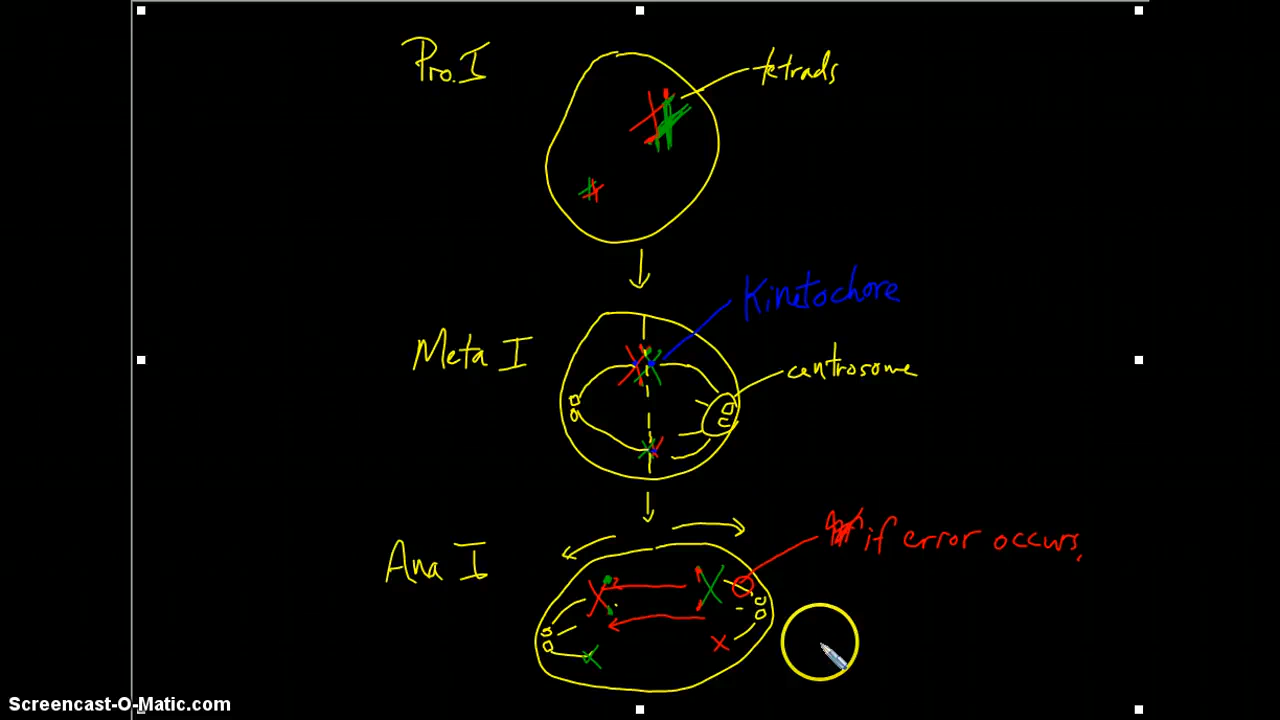 Pro. I
tetrads
Kinetochore
Meta I
centrosome
if error occurs.
Ana I
Screencast-O-Matic.com